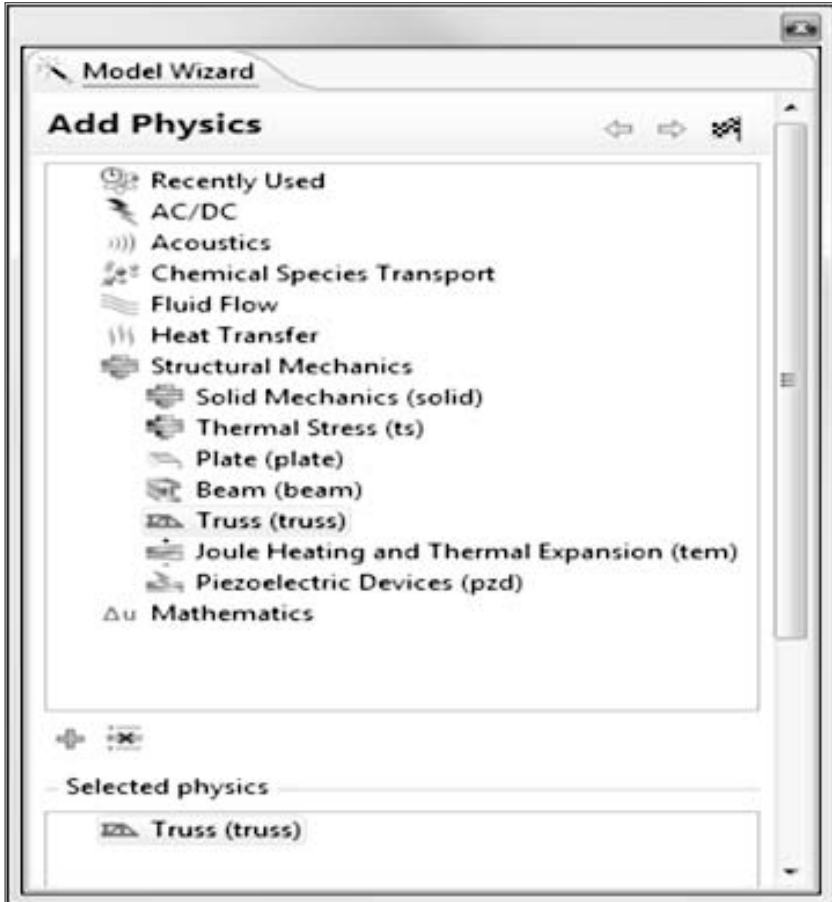 Model Wizard
Add Physics
Recently Used
AC/DC
Acoustics
Chemical Species Transport
Fluid Flow
Heat Transfer
Structural Mechanics
Solid Mechanics (solid)
Thermal Stress (ts)
Plate (plate)
Beam (beam)
Truss (truss)
Joule Heating and Thermal Expansion (tem)
Piezoelectric Devices (pzd)
Δu Mathematics
Selected physics
Truss (truss)